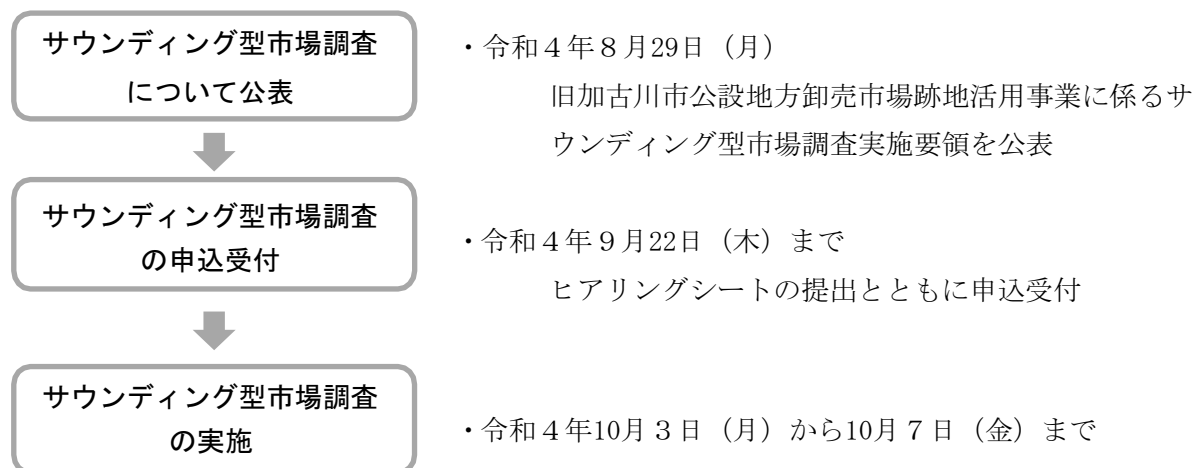 サウンディング型市場調査
について公表
・令和４年８月29日（月）
旧加古川市公設地方卸売市場跡地活用事業に係るサ
ウンディング型市場調査実施要領を公表
サウンディング型市場調査
の申込受付
・令和４年９月22日（木）まで
ヒアリングシートの提出とともに申込受付
サウンディング型市場調査
の実施
・令和４年10月３日（月）から10月７日（金）まで